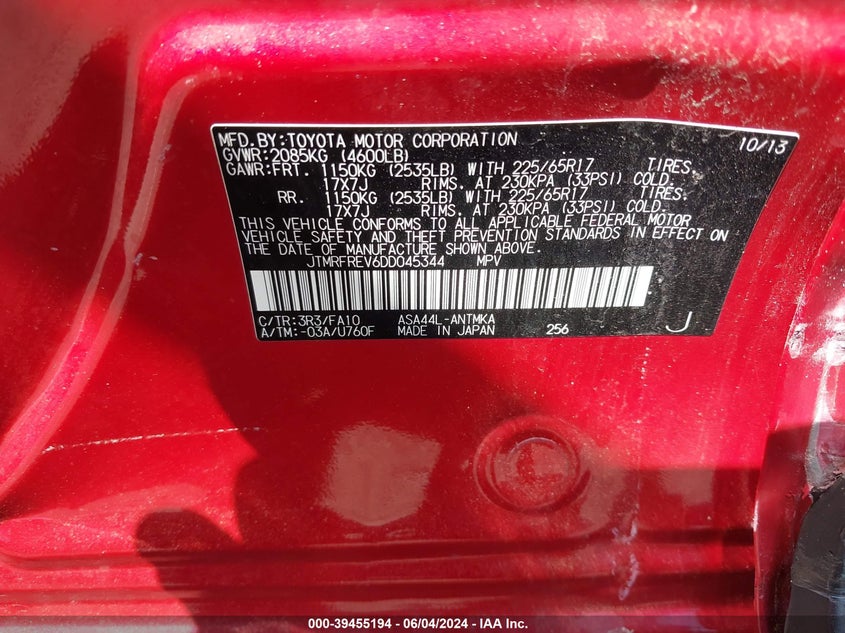 MFD.BY:TOYOTA MOTOR CORPORATION 10/13
GVWR:2085KG (4600LB)
GAWR:FRT. 1150KG (2535LB) WITH 225/65R17 TIRES
17X7J RIMS. AT 230KPA (33PSI) COLD.
RR. 1150KG (2535LB) WITH 225/65R17 TIRES.
17X7J RIMS. AT 230KPA (33PSI) COLD.
THIS VEHICLE CONFORMS TO ALL APPLICABLE FEDERAL MOTOR
VEHICLE SAFETY AND THEFT PREVENTION STANDARDS IN EFFECT ON
THE DATE OF MANUFACTURE SHOWN ABOVE.
JTMRFREV6DD045344 MPV
C/TR:3R3/FA10 ASA44L-ANTMKA
A/TM:-03A/U760F MADE IN JAPAN 256 J
000-39455194 - 06/04/2024 - IAA Inc.